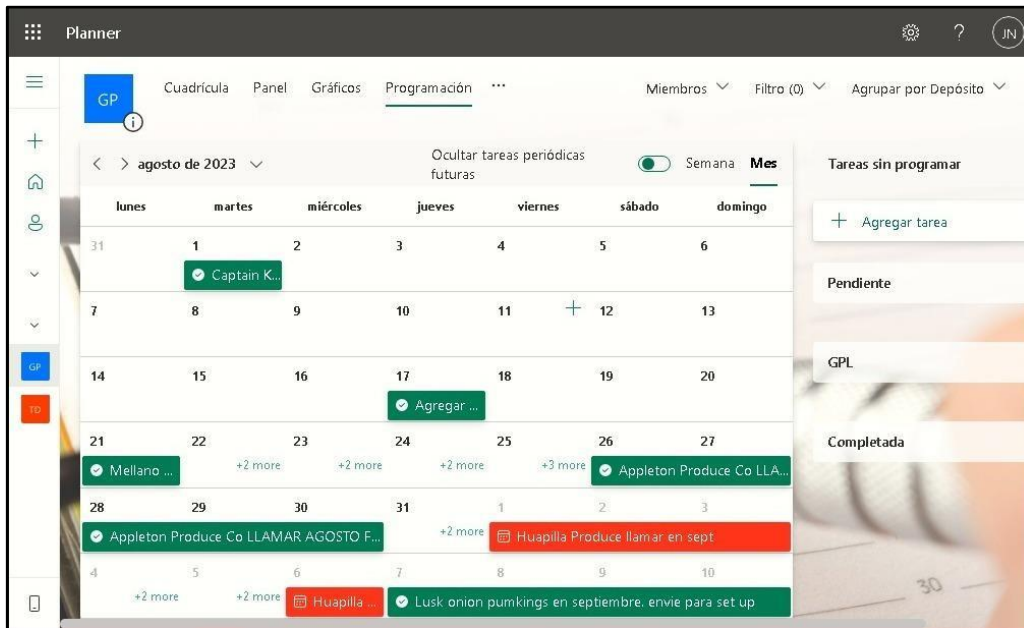 Planner
JN
GP
Cuadrícula Panel Gráficos Programación ...
Miembros Filtro (0) Agrupar por Depósito
agosto de 2023
Ocultar tareas periódicas
futuras
Semana Mes
Tareas sin programar
lunes martes miércoles jueves viernes sábado domingo
Agregar tarea
31 1 2 3 4 5 6
Captain K...
Pendiente
7 8 9 10 11 12 13
GPL
GP
14 15 16 17 18 19 20
Agregar ...
TD
21 22 23 24 25 26 27
Completada
Mellano ... +2 more +2 more +2 more +3 more Appleton Produce Co LLA...
28 29 30 31 1 2 3
Appleton Produce Co LLAMAR AGOSTO F... +2 more Huapilla Produce llamar en sept
4 5 6 7 8 9 10
+2 more +2 more Huapilla ... Lusk onion pumkings en septiembre. envie para set up
30